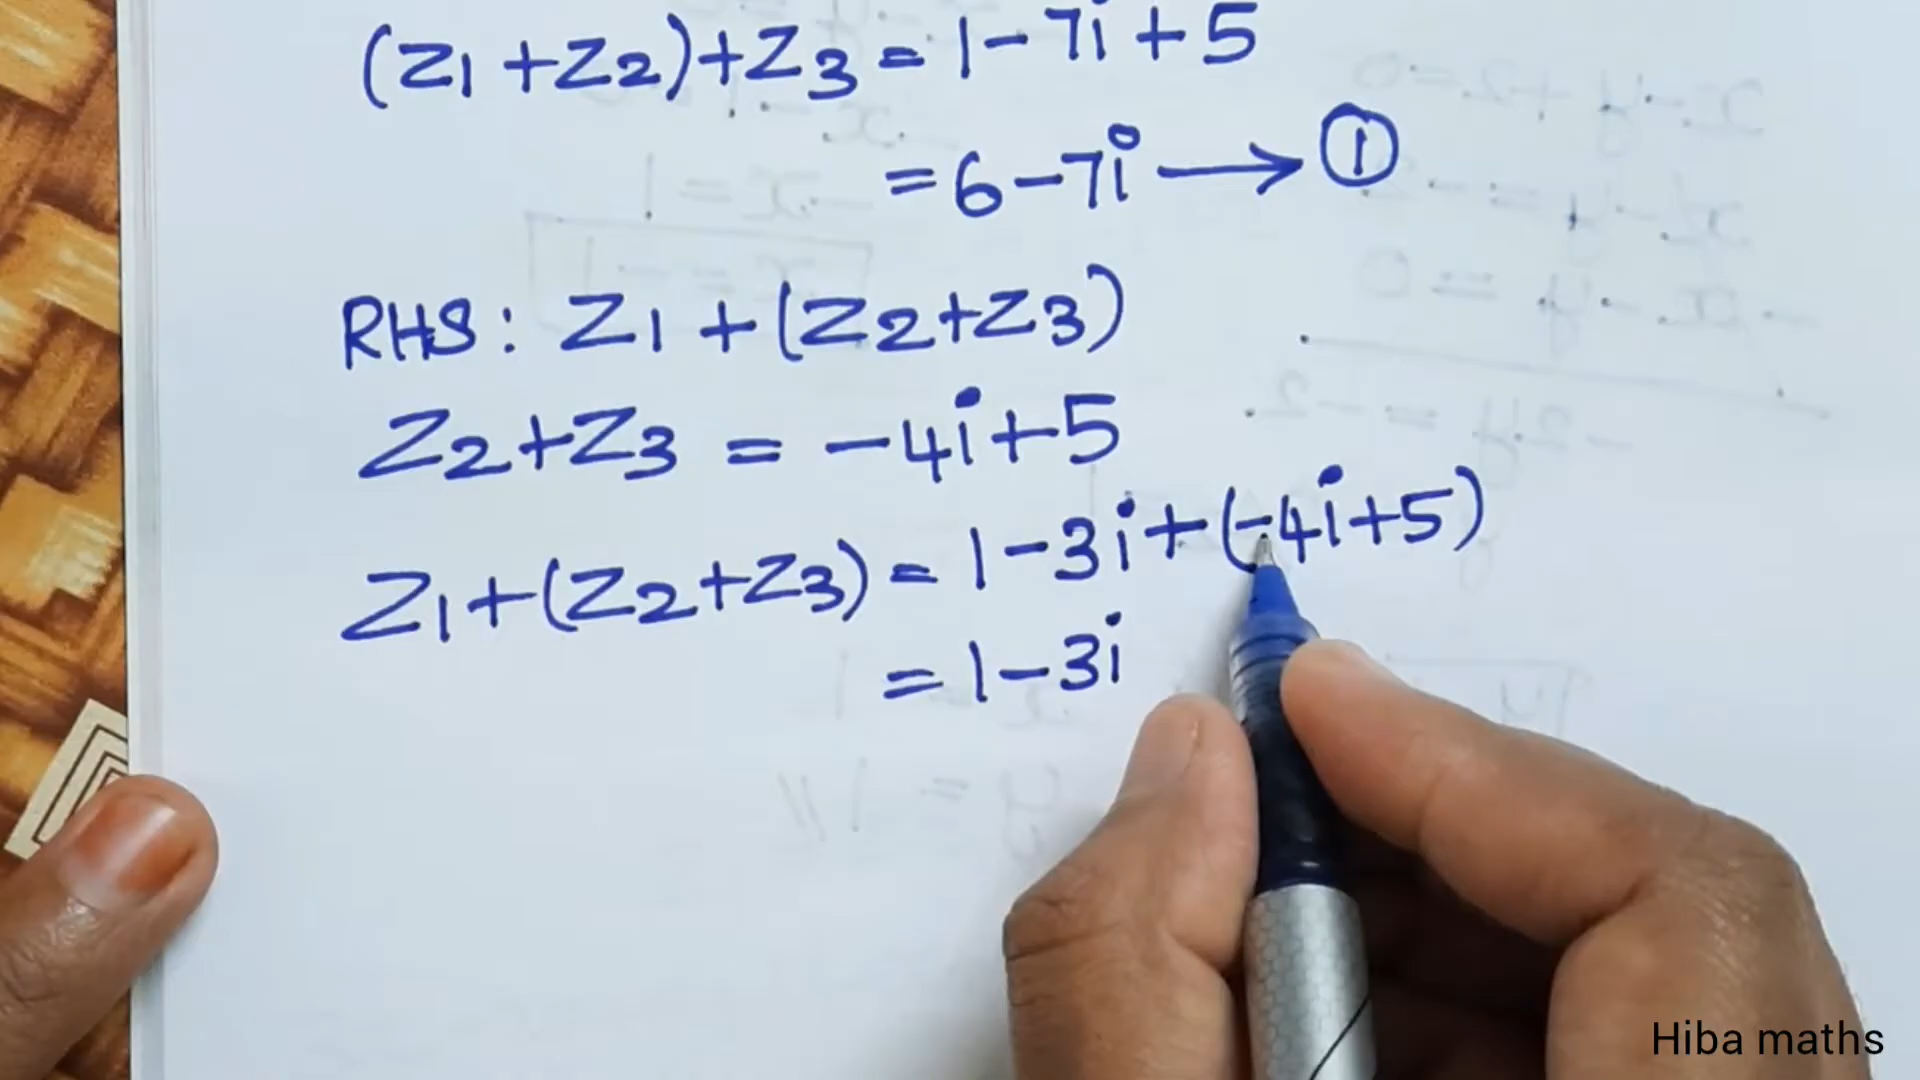 (Z1+Z2)+Z3 = 1-7i+5
= 6-7i → ①
RHS: Z1+(Z2+Z3)
Z2+Z3 = -4i+5
Z1+(Z2+Z3) = 1-3i+(-4i+5)
= 1-3i
Hiba maths